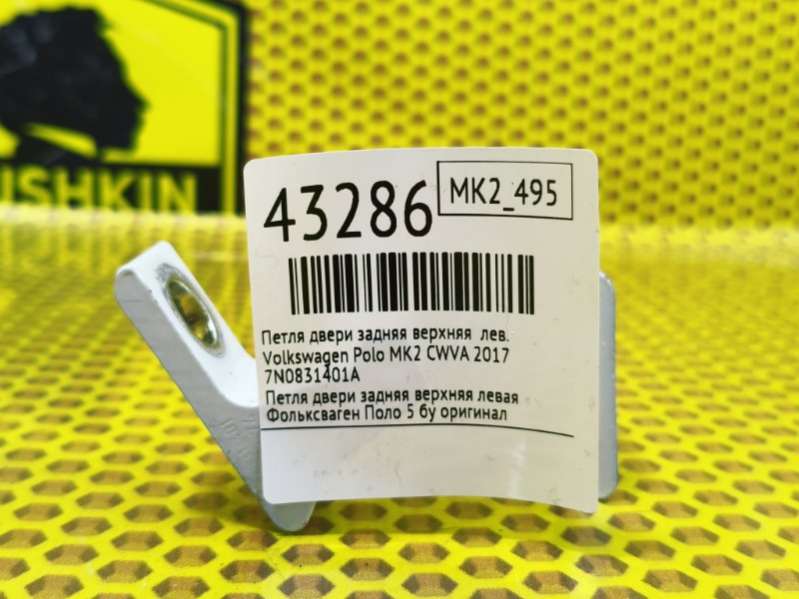 USHKIN
43286
MK2_495
Петля двери задняя верхняя лев.
Volkswagen Polo MK2 CWVA 2017
7N0831401A
Петля двери задняя верхняя левая
Фольксваген Поло 5 бу оригинал